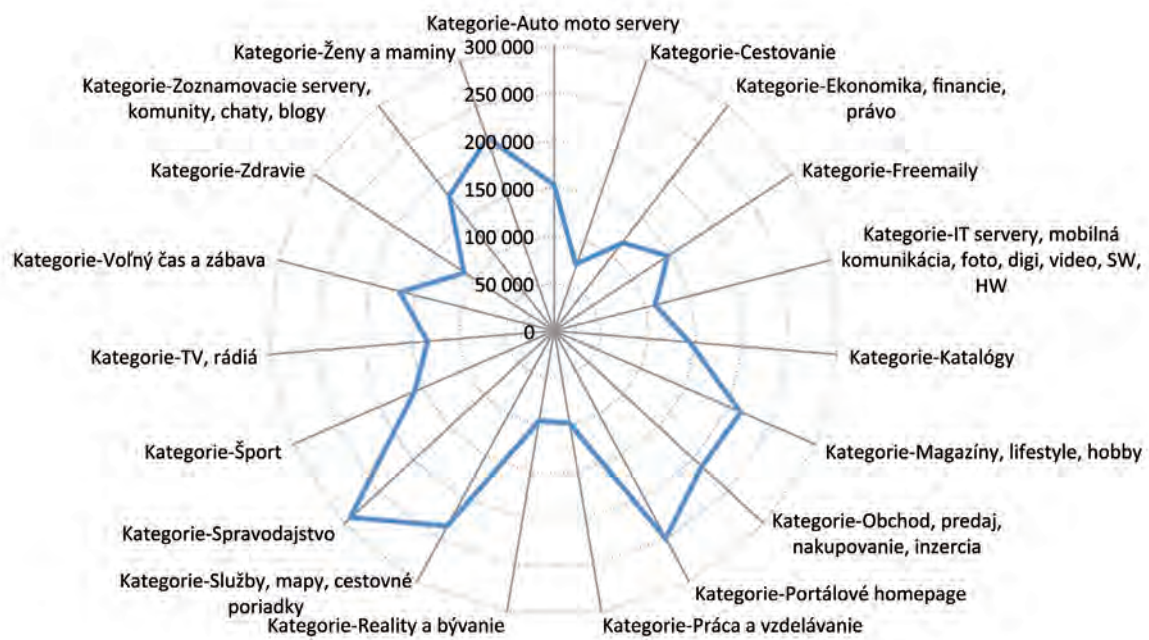 Kategorie-Auto moto servery
Kategorie-Cestovanie
Kategorie-Ekonomika, financie,
právo
Kategorie-Freemaily
Kategorie-IT servery, mobilná
komunikácia, foto, digi, video, SW,
HW
Kategorie-Katalógy
Kategorie-Magazíny, lifestyle, hobby
Kategorie-Obchod, predaj,
nakupovanie, inzercia
Kategorie-Portálové homepage
Kategorie-Práca a vzdelávanie
Kategorie-Reality a bývanie
Kategorie-Služby, mapy, cestovné
poriadky
Kategorie-Spravodajstvo
Kategorie-Šport
Kategorie-TV, rádiá
Kategorie-Voľný čas a zábava
Kategorie-Zdravie
Kategorie-Zoznamovacie servery,
komunity, chaty, blogy
Kategorie-Ženy a maminy
300 000
250 000
200 000
150 000
100 000
50 000
0